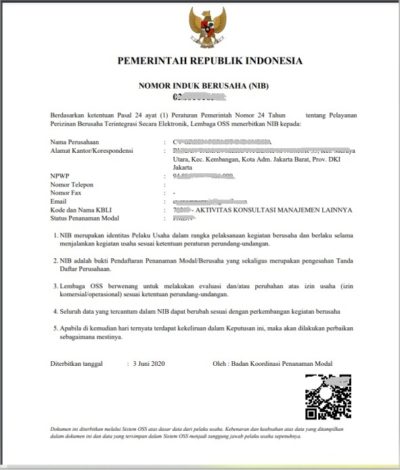 PEMERINTAH REPUBLIK INDONESIA
NOMOR INDUK BERUSAHA (NIB)
Berdasarkan ketentuan Pasal 24 ayat (1) Peraturan Pemerintah Nomor 24 Tahun tentang Pelayanan
Perizinan Berusaha Terintegrasi Secara Elektronik, Lembaga OSS menerbitkan NIB kepada:
Nama Perusahaan :
Alamat Kantor/Korespondensi :
Utara, Kec. Kembangan, Kota Adm. Jakarta Barat, Prov. DKI
Jakarta
NPWP :
Nomor Telepon :
Nomor Fax : -
Email :
Kode dan Nama KBLI : - AKTIVITAS KONSULTASI MANAJEMEN LAINNYA
Status Penanaman Modal :
1. NIB merupakan identitas Pelaku Usaha dalam rangka pelaksanaan kegiatan berusaha dan berlaku selama
menjalankan kegiatan usaha sesuai ketentuan peraturan perundang-undangan.
2. NIB adalah bukti Pendaftaran Penanaman Modal/Berusaha yang sekaligus merupakan pengesahan Tanda
Daftar Perusahaan.
3. Lembaga OSS berwenang untuk melakukan evaluasi dan/atau perubahan atas izin usaha (izin
komersial/operasional) sesuai ketentuan perundang-undangan.
4. Seluruh data yang tercantum dalam NIB dapat berubah sesuai dengan perkembangan kegiatan berusaha
5. Apabila di kemudian hari ternyata terdapat kekeliruan dalam Keputusan ini, maka akan dilakukan perbaikan
sebagaimana mestinya.
Diterbitkan tanggal : 3 Juni 2020 Oleh : Badan Koordinasi Penanaman Modal
Dokumen ini diterbitkan melalui Sistem OSS atas dasar data dari pelaku usaha. Kebenaran dan keabsahan atas data yang ditampilkan
dalam dokumen ini dan data yang tersimpan dalam Sistem OSS menjadi tanggung jawab pelaku usaha sepenuhnya.